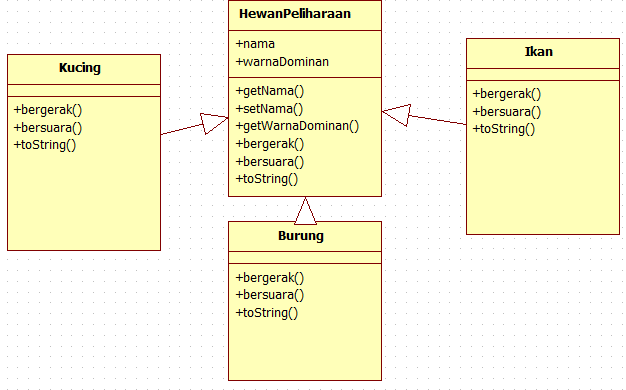 HewanPeliharaan
+nama
+warnaDominan
+getNama()
+setNama()
+getWarnaDominan()
+bergerak()
+bersuara()
+toString()
Kucing
+bergerak()
+bersuara()
+toString()
Ikan
+bergerak()
+bersuara()
+toString()
Burung
+bergerak()
+bersuara()
+toString()